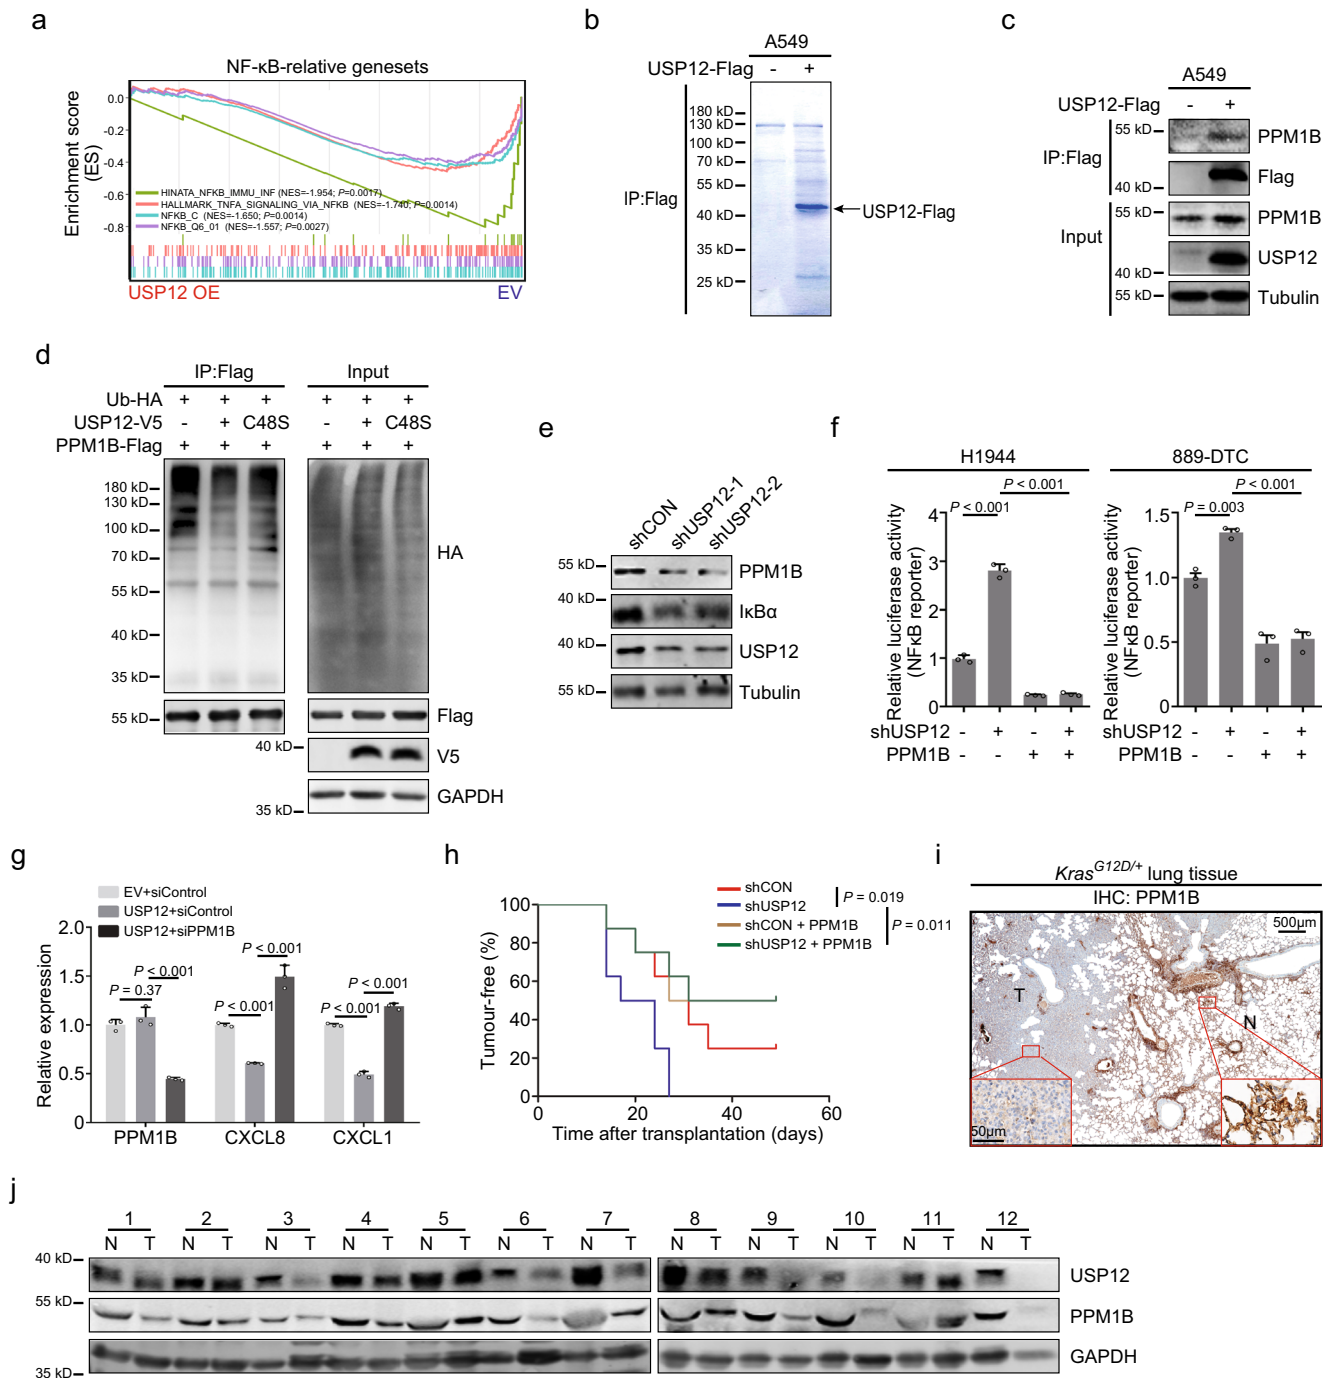 a
NF-κB-relative genesets
Enrichment score
(ES)
0.0
-0.2
-0.4
-0.6
-0.8
HINATA_NFKB_IMMU_INF (NES=-1.954; P=0.0017)
HALLMARK_TNFA_SIGNALING_VIA_NFKB (NES=-1.740; P=0.0014)
NFKB_C (NES=-1.650; P=0.0014)
NFKB_Q6_01 (NES=-1.557; P=0.0027)
USP12 OE EV
b
A549
USP12-Flag - +
IP:Flag
180 kD
130 kD
100 kD
70 kD
55 kD
40 kD
35 kD
25 kD
USP12-Flag
c
A549
USP12-Flag - +
IP:Flag
55 kD PPM1B
40 kD Flag
Input
55 kD PPM1B
40 kD USP12
55 kD Tubulin
d
IP:Flag Input
Ub-HA + + + + + +
USP12-V5 - + C48S - + C48S
PPM1B-Flag + + + + + +
180 kD
130 kD
100 kD
70 kD
55 kD
40 kD
35 kD
HA
55 kD Flag
40 kD V5
35 kD GAPDH
e
shCON
shUSP12-1
shUSP12-2
55 kD PPM1B
40 kD IκBα
40 kD USP12
55 kD Tubulin
f
H1944
Relative luciferase activity
(NFκB reporter)
4
3
2
1
0
P < 0.001
P < 0.001
shUSP12 - + - +
PPM1B - - + +
889-DTC
Relative luciferase activity
(NFκB reporter)
1.5
1.0
0.5
0
P = 0.003
P < 0.001
shUSP12 - + - +
PPM1B - - + +
g
EV+siControl
USP12+siControl
USP12+siPPM1B
Relative expression
2.0
1.5
1.0
0.5
0
P = 0.37
P < 0.001
P < 0.001
P < 0.001
P < 0.001
P < 0.001
PPM1B CXCL8 CXCL1
h
shCON
shUSP12
shCON + PPM1B
shUSP12 + PPM1B
P = 0.019
P = 0.011
Tumour-free (%)
100
80
60
40
20
0
0 20 40 60
Time after transplantation (days)
i
Kras^G12D/+ lung tissue
IHC: PPM1B
500μm
T
N
50μm
j
1 2 3 4 5 6 7 8 9 10 11 12
N T N T N T N T N T N T N T N T N T N T N T N T
40 kD USP12
55 kD PPM1B
35 kD GAPDH